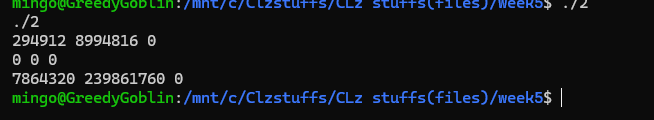 mingo@GreedyGoblin:/mnt/c/Clzstuffs/CLz stuffs(files)/week5$ ./2
./2
294912 8994816 0
0 0 0
7864320 239861760 0
mingo@GreedyGoblin:/mnt/c/Clzstuffs/CLz stuffs(files)/week5$